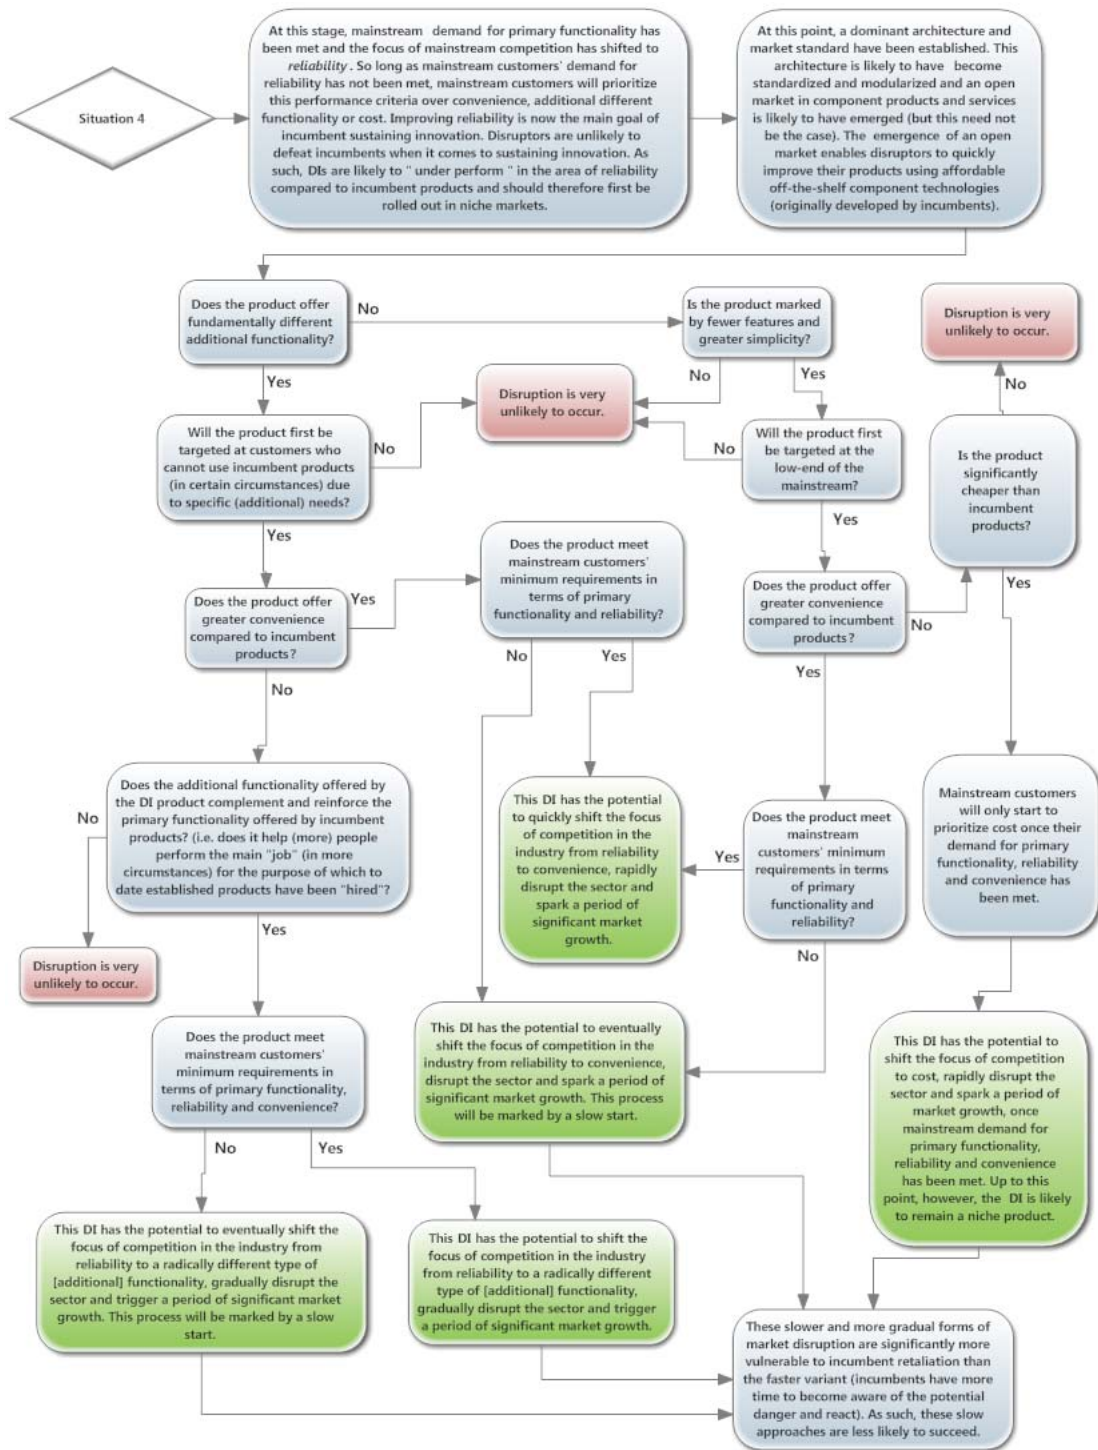 Situation 4
At this stage, mainstream demand for primary functionality has
been met and the focus of mainstream competition has shifted to
reliability. So long as mainstream customers' demand for
reliability has not been met, mainstream customers will prioritize
this performance criteria over convenience, additional different
functionality or cost. Improving reliability is now the main goal of
incumbent sustaining innovation. Disruptors are unlikely to
defeat incumbents when it comes to sustaining innovation. As
such, DIs are likely to " under perform " in the area of reliability
compared to incumbent products and should therefore first be
rolled out in niche markets.
At this point, a dominant architecture and
market standard have been established. This
architecture is likely to have become
standardized and modularized and an open
market in component products and services
is likely to have emerged (but this need not
be the case). The emergence of an open
market enables disruptors to quickly
improve their products using affordable
off-the-shelf component technologies
(originally developed by incumbents).
Does the product offer
fundamentally different
additional functionality?
No
Is the product marked
by fewer features and
greater simplicity?
Disruption is very
unlikely to occur.
Yes
No
Yes
No
Disruption is very
unlikely to occur.
Will the product first be
targeted at customers who
cannot use incumbent products
(in certain circumstances) due
to specific (additional) needs?
No
No
Will the product first
be targeted at the
low-end of the
mainstream?
Is the product
significantly
cheaper than
incumbent
products?
Yes
Yes
Does the product meet
mainstream customers'
minimum requirements in
terms of primary
functionality and reliability?
Does the product offer
greater convenience
compared to incumbent
products?
Yes
Does the product offer
greater convenience
compared to incumbent
products?
No
Yes
No
No
Yes
Yes
Does the additional functionality offered by
the DI product complement and reinforce the
primary functionality offered by incumbent
products? (i.e. does it help (more) people
perform the main "job" (in more
circumstances) for the purpose of which to
date established products have been "hired"?
No
Yes
Disruption is very
unlikely to occur.
This DI has the potential
to quickly shift the focus
of competition in the
industry from reliability
to convenience, rapidly
disrupt the sector and
spark a period of
significant market
growth.
Yes
Does the product meet
mainstream
customers' minimum
requirements in terms
of primary
functionality and
reliability?
No
Mainstream customers
will only start to
prioritize cost once their
demand for primary
functionality, reliability
and convenience has
been met.
Does the product meet
mainstream customers'
minimum requirements in
terms of primary functionality,
reliability and convenience?
No
Yes
This DI has the potential to eventually
shift the focus of competition in the
industry from reliability to convenience,
disrupt the sector and spark a period of
significant market growth. This process
will be marked by a slow start.
This DI has the potential to
shift the focus of competition
to cost, rapidly disrupt the
sector and spark a period of
market growth, once
mainstream demand for
primary functionality,
reliability and convenience
has been met. Up to this
point, however, the DI is likely
to remain a niche product.
This DI has the potential to eventually shift the
focus of competition in the industry from
reliability to a radically different type of
[additional] functionality, gradually disrupt the
sector and trigger a period of significant market
growth. This process will be marked by a slow
start.
This DI has the potential to shift the
focus of competition in the industry
from reliability to a radically different
type of [additional] functionality,
gradually disrupt the sector and trigger
a period of significant market growth.
These slower and more gradual forms of
market disruption are significantly more
vulnerable to incumbent retaliation than
the faster variant (incumbents have more
time to become aware of the potential
danger and react). As such, these slow
approaches are less likely to succeed.